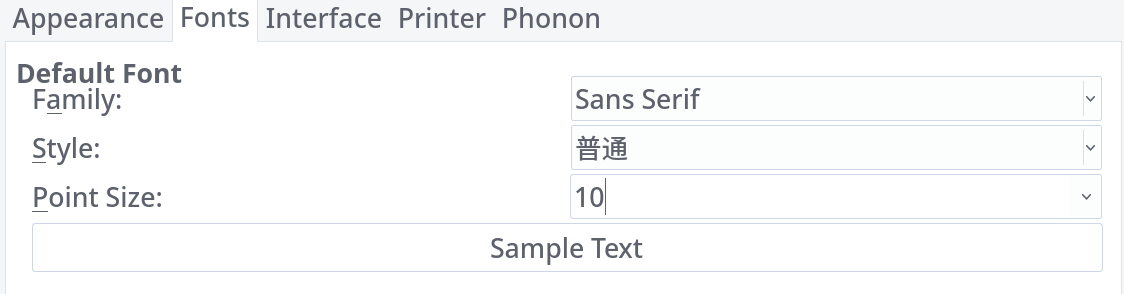 Appearance Fonts Interface Printer Phonon
Default Font
Family: Sans Serif
Style: 普通
Point Size: 10
Sample Text